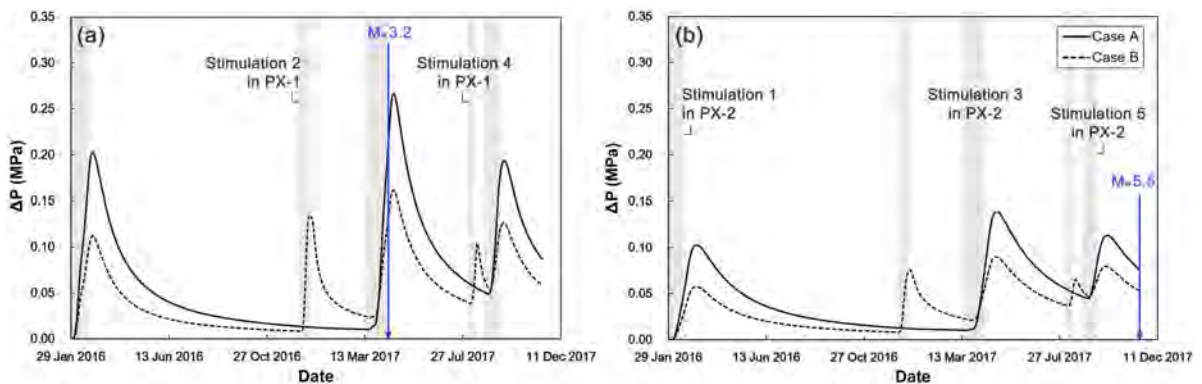 (a)
M=3.2
Stimulation 2
in PX-1
Stimulation 4
in PX-1
ΔP (MPa)
0.35
0.30
0.25
0.20
0.15
0.10
0.05
0.00
29 Jan 2016 13 Jun 2016 27 Oct 2016 13 Mar 2017 27 Jul 2017 11 Dec 2017
Date
(b)
Case A
Case B
Stimulation 1
in PX-2
Stimulation 3
in PX-2
Stimulation 5
in PX-2
M=5.5
ΔP (MPa)
0.35
0.30
0.25
0.20
0.15
0.10
0.05
0.00
29 Jan 2016 13 Jun 2016 27 Oct 2016 13 Mar 2017 27 Jul 2017 11 Dec 2017
Date